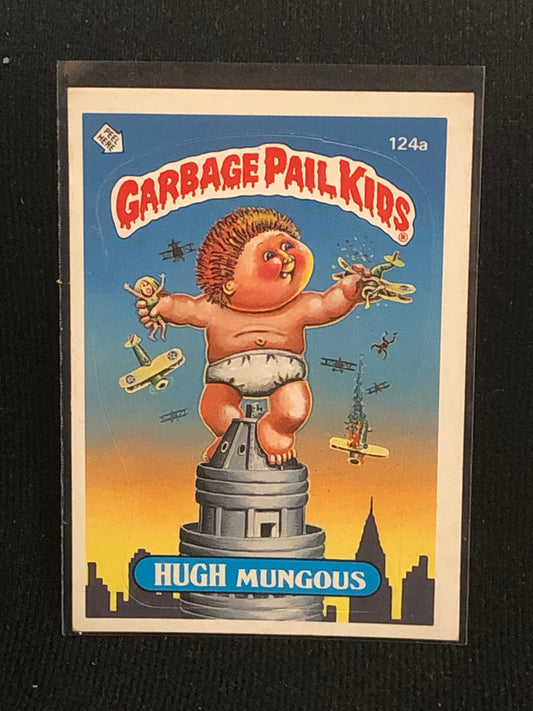 PEEL
HERE
124a
GARBAGE PAIL KIDS
®
HUGH MUNGOUS